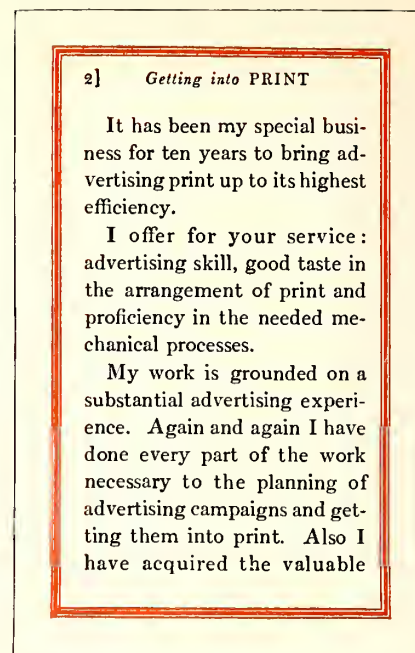 2] Getting into PRINT
It has been my special busi-
ness for ten years to bring ad-
vertising print up to its highest
efficiency.
I offer for your service:
advertising skill, good taste in
the arrangement of print and
proficiency in the needed me-
chanical processes.
My work is grounded on a
substantial advertising experi-
ence. Again and again I have
done every part of the work
necessary to the planning of
advertising campaigns and get-
ting them into print. Also I
have acquired the valuable